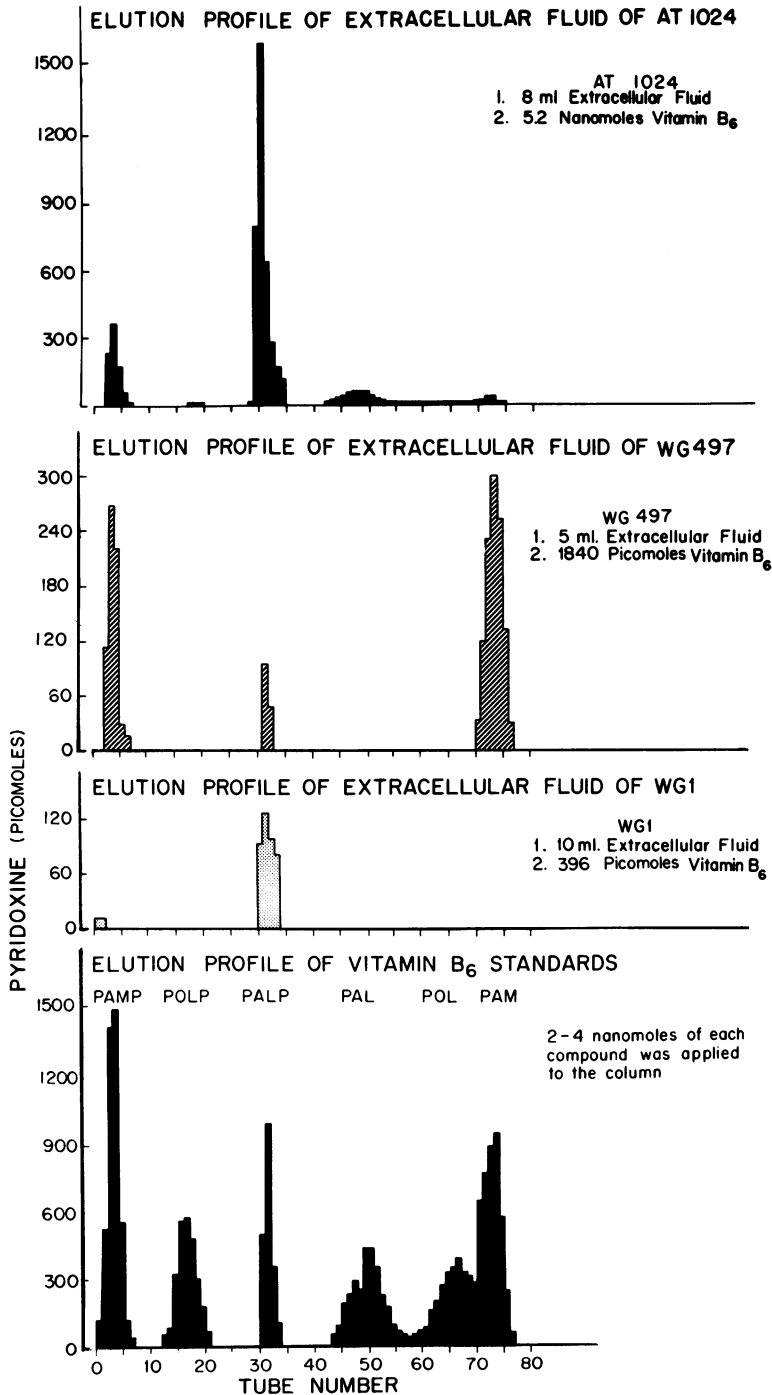 ELUTION PROFILE OF EXTRACELLULAR FLUID OF AT 1024
1500
1200
900
600
300
AT 1024
1. 8 ml Extracellular Fluid
2. 5.2 Nanomoles Vitamin B6
ELUTION PROFILE OF EXTRACELLULAR FLUID OF WG497
300
240
180
120
60
0
WG 497
1. 5 ml. Extracellular Fluid
2. 1840 Picomoles Vitamin B6
ELUTION PROFILE OF EXTRACELLULAR FLUID OF WG1
120
60
0
WG1
1. 10 ml. Extracellular Fluid
2. 396 Picomoles Vitamin B6
PYRIDOXINE (PICOMOLES)
ELUTION PROFILE OF VITAMIN B6 STANDARDS
PAMP POLP PALP PAL POL PAM
1500
1200
900
600
300
0
2-4 nanomoles of each
compound was applied
to the column
0 10 20 30 40 50 60 70 80
TUBE NUMBER